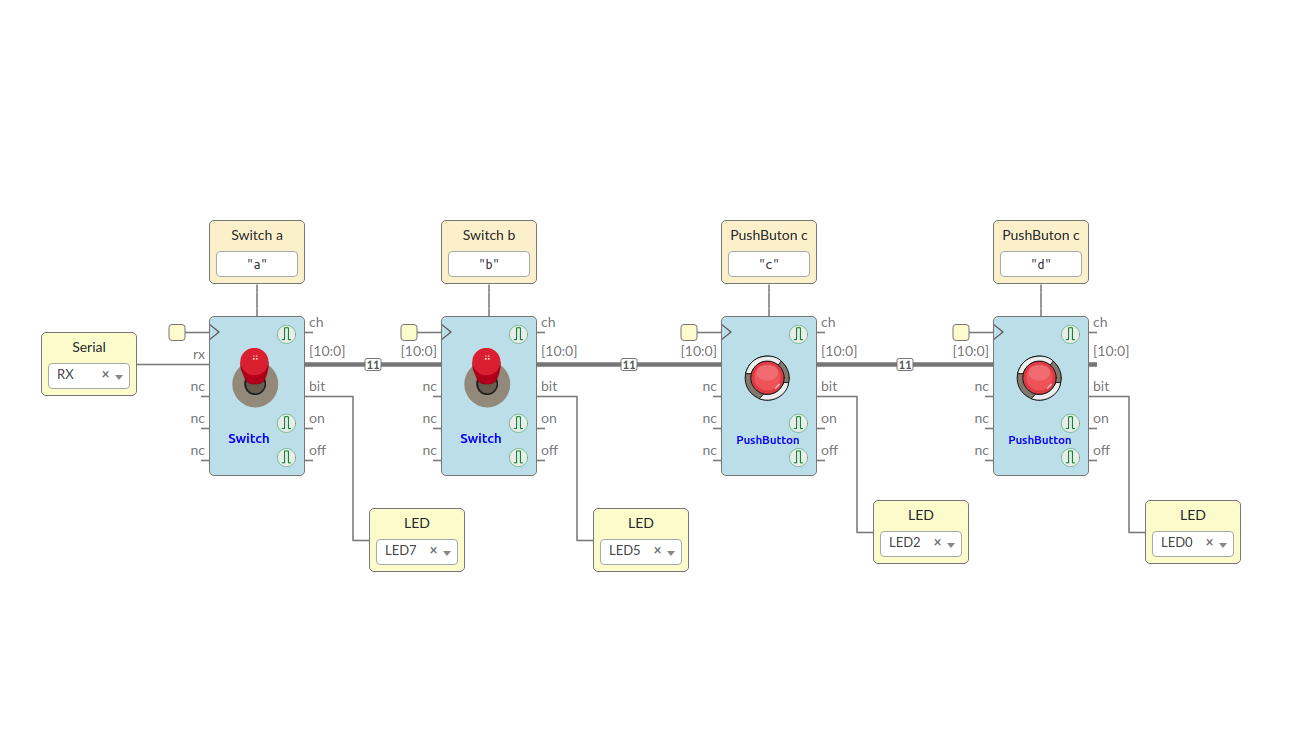 Switch a
"a"
Switch b
"b"
PushButon c
"c"
PushButon c
"d"
Serial
RX ×
rx
nc
nc
nc
Switch
ch
[10:0]
bit
on
off
11
[10:0]
nc
nc
nc
Switch
ch
[10:0]
bit
on
off
11
[10:0]
nc
nc
nc
PushButton
ch
[10:0]
bit
on
off
11
[10:0]
nc
nc
nc
PushButton
ch
[10:0]
bit
on
off
LED
LED7 ×
LED
LED5 ×
LED
LED2 ×
LED
LED0 ×